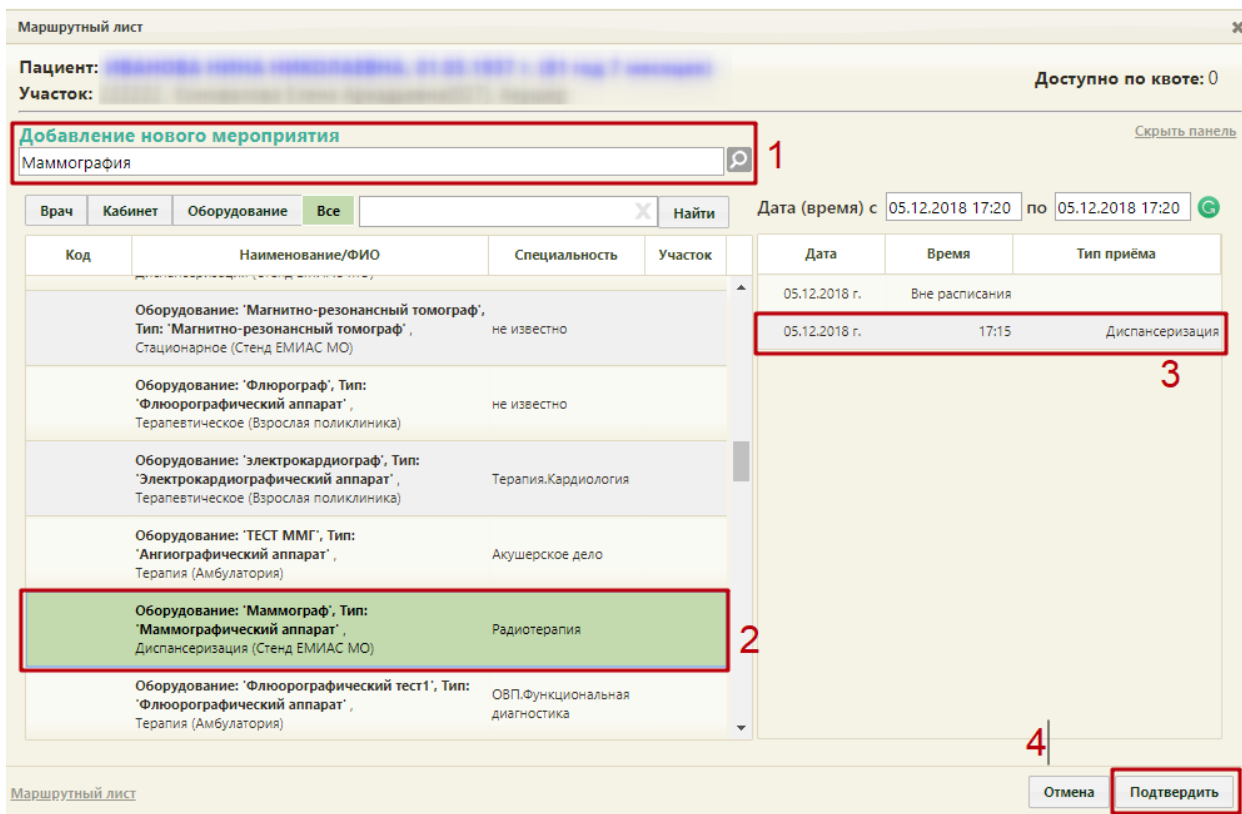 Маршрутный лист
Пациент:
Участок:
Доступно по квоте: 0
Добавление нового мероприятия
Скрыть панель
Маммография
1
Врач Кабинет Оборудование Все X Найти
Дата (время) с 05.12.2018 17:20 по 05.12.2018 17:20
Код Наименование/ФИО Специальность Участок
Дата Время Тип приёма
Оборудование: 'Магнитно-резонансный томограф',
Тип: 'Магнитно-резонансный томограф' ,
Стационарное (Стенд ЕМИАС МО)
не известно
Оборудование: 'Флюрограф', Тип:
'Флюорографический аппарат' ,
Терапевтическое (Взрослая поликлиника)
не известно
Оборудование: 'электрокардиограф', Тип:
'Электрокардиографический аппарат' ,
Терапевтическое (Взрослая поликлиника)
Терапия.Кардиология
Оборудование: 'ТЕСТ ММГ', Тип:
'Ангиографический аппарат' ,
Терапия (Амбулатория)
Акушерское дело
Оборудование: 'Маммограф', Тип:
'Маммографический аппарат' ,
Диспансеризация (Стенд ЕМИАС МО)
Радиотерапия
2
Оборудование: 'Флюорографический тест1', Тип:
'Флюорографический аппарат' ,
Терапия (Амбулатория)
ОВП.Функциональная
диагностика
05.12.2018 г. Вне расписания
05.12.2018 г. 17:15 Диспансеризация
3
4
Маршрутный лист
Отмена Подтвердить